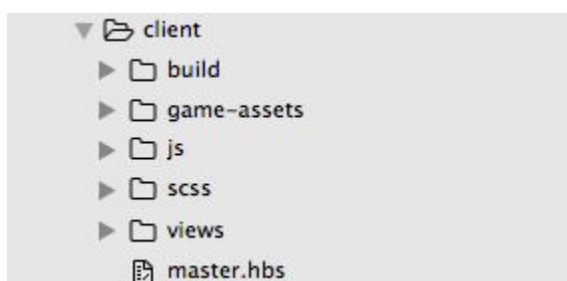 client
build
game-assets
js
scss
views
master.hbs